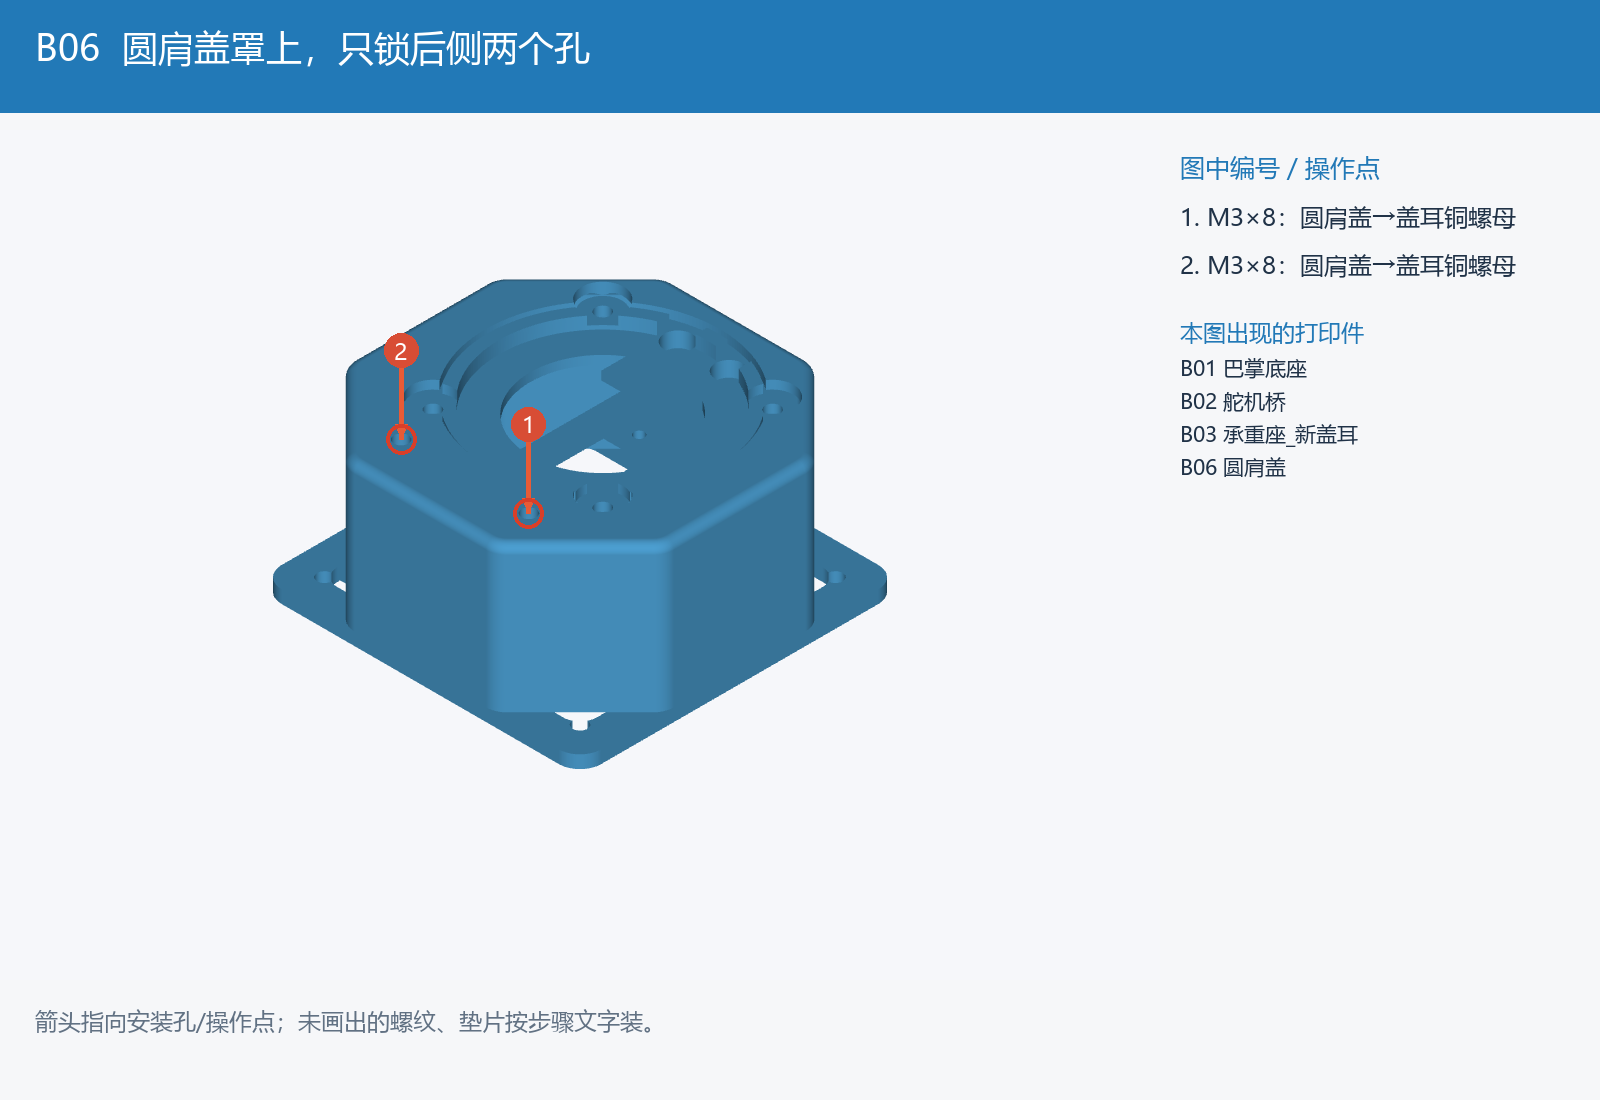 B06 圆肩盖罩上，只锁后侧两个孔
图中编号 / 操作点
1. M3×8：圆肩盖→盖耳铜螺母
2. M3×8：圆肩盖→盖耳铜螺母
本图出现的打印件
B01 巴掌底座
B02 舵机桥
B03 承重座_新盖耳
B06 圆肩盖
2
1
箭头指向安装孔/操作点；未画出的螺纹、垫片按步骤文字装。